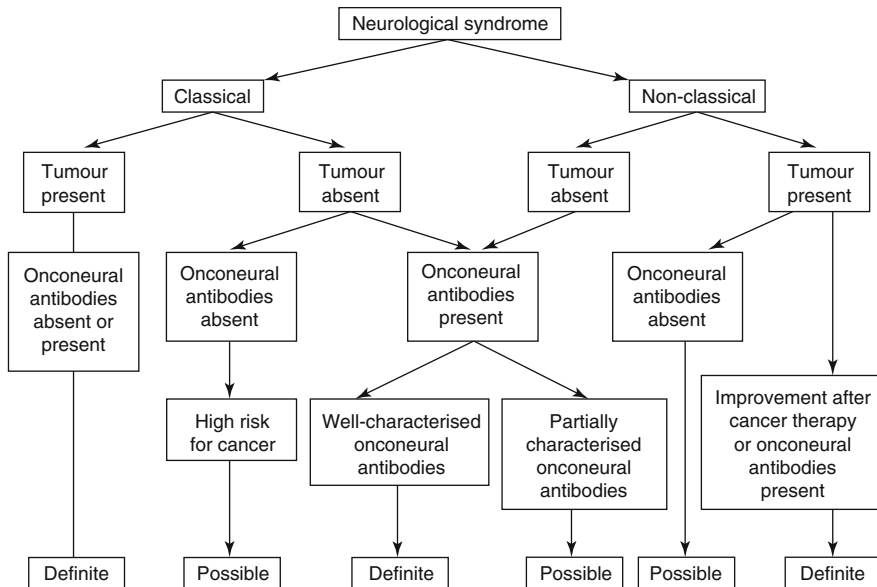 Neurological syndrome
Classical
Non-classical
Tumour
present
Tumour
absent
Tumour
absent
Tumour
present
Onconeural
antibodies
absent or
present
Onconeural
antibodies
absent
Onconeural
antibodies
present
Onconeural
antibodies
absent
High risk
for cancer
Well-characterised
onconeural
antibodies
Partially
characterised
onconeural
antibodies
Improvement after
cancer therapy
or onconeural
antibodies
present
Definite
Possible
Definite
Possible
Possible
Definite